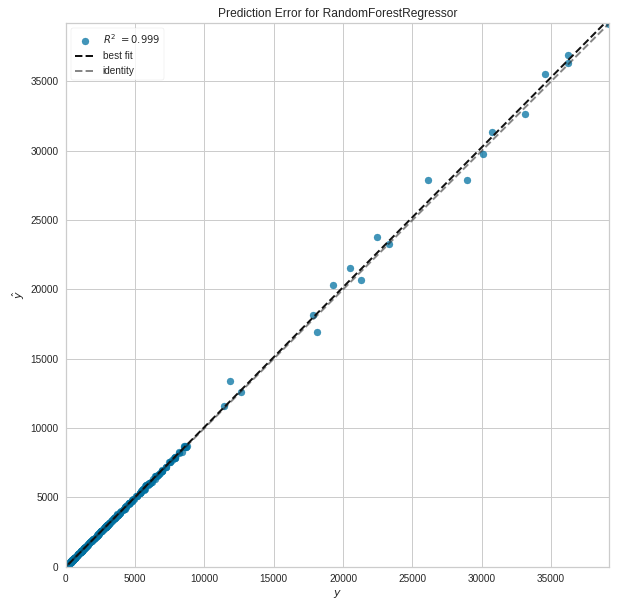 Prediction Error for RandomForestRegressor
R² = 0.999
best fit
identity
35000
30000
25000
20000
15000
10000
5000
0
ŷ
0 5000 10000 15000 20000 25000 30000 35000
y